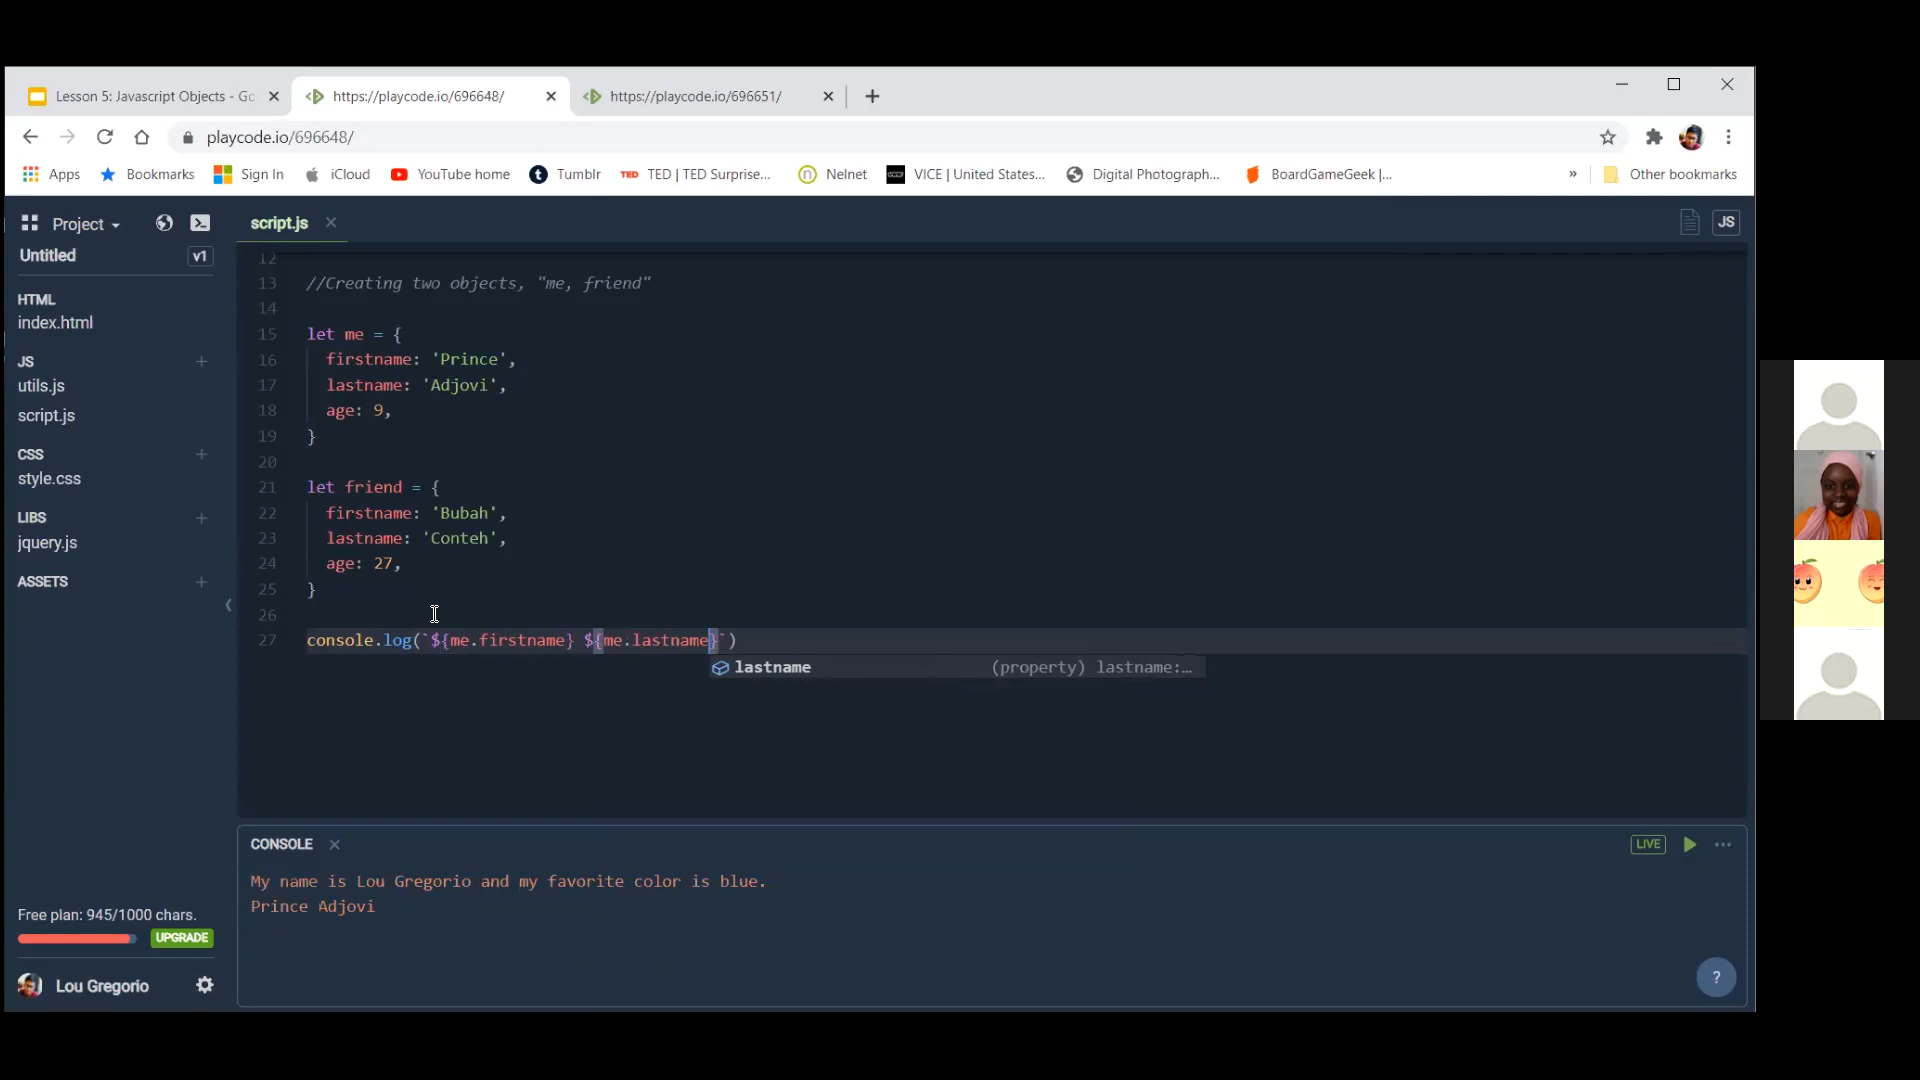 Lesson 5: Javascript Objects - Go
https://playcode.io/696648/
https://playcode.io/696651/
playcode.io/696648/
Apps
Bookmarks
Sign In
iCloud
YouTube home
Tumblr
TED TED | TED Surprise...
Nelnet
VICE | United States...
Digital Photograph...
BoardGameGeek |...
»
Other bookmarks
Project
script.js
JS
Untitled
v1
HTML
index.html
JS
utils.js
script.js
CSS
style.css
LIBS
jquery.js
ASSETS
12
13 //Creating two objects, "me, friend"
14
15 let me = {
16 firstname: 'Prince',
17 lastname: 'Adjovi',
18 age: 9,
19 }
20
21 let friend = {
22 firstname: 'Bubah',
23 lastname: 'Conteh',
24 age: 27,
25 }
26
27 console.log(`${me.firstname} ${me.lastname}`)
lastname (property) lastname:…
CONSOLE
LIVE
My name is Lou Gregorio and my favorite color is blue.
Prince Adjovi
Free plan: 945/1000 chars.
UPGRADE
Lou Gregorio
?